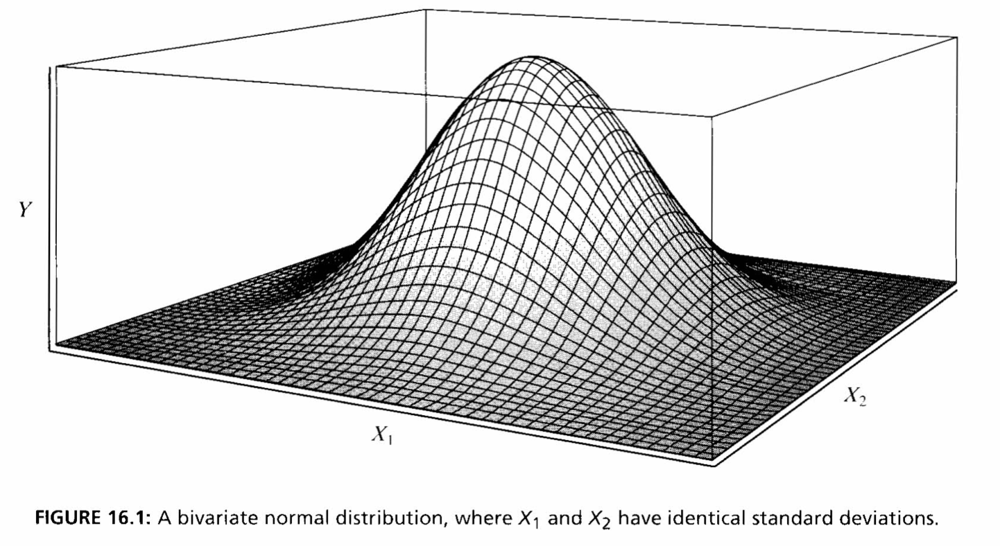 Y
X₁
X₂
FIGURE 16.1: A bivariate normal distribution, where X₁ and X₂ have identical standard deviations.